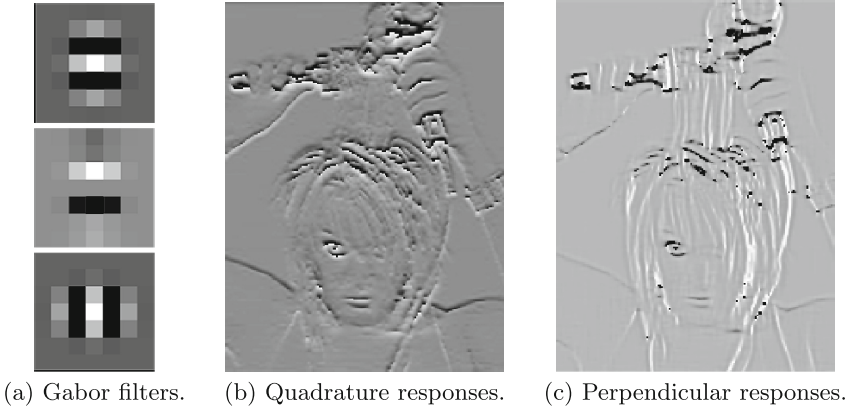 (a) Gabor filters. (b) Quadrature responses. (c) Perpendicular responses.